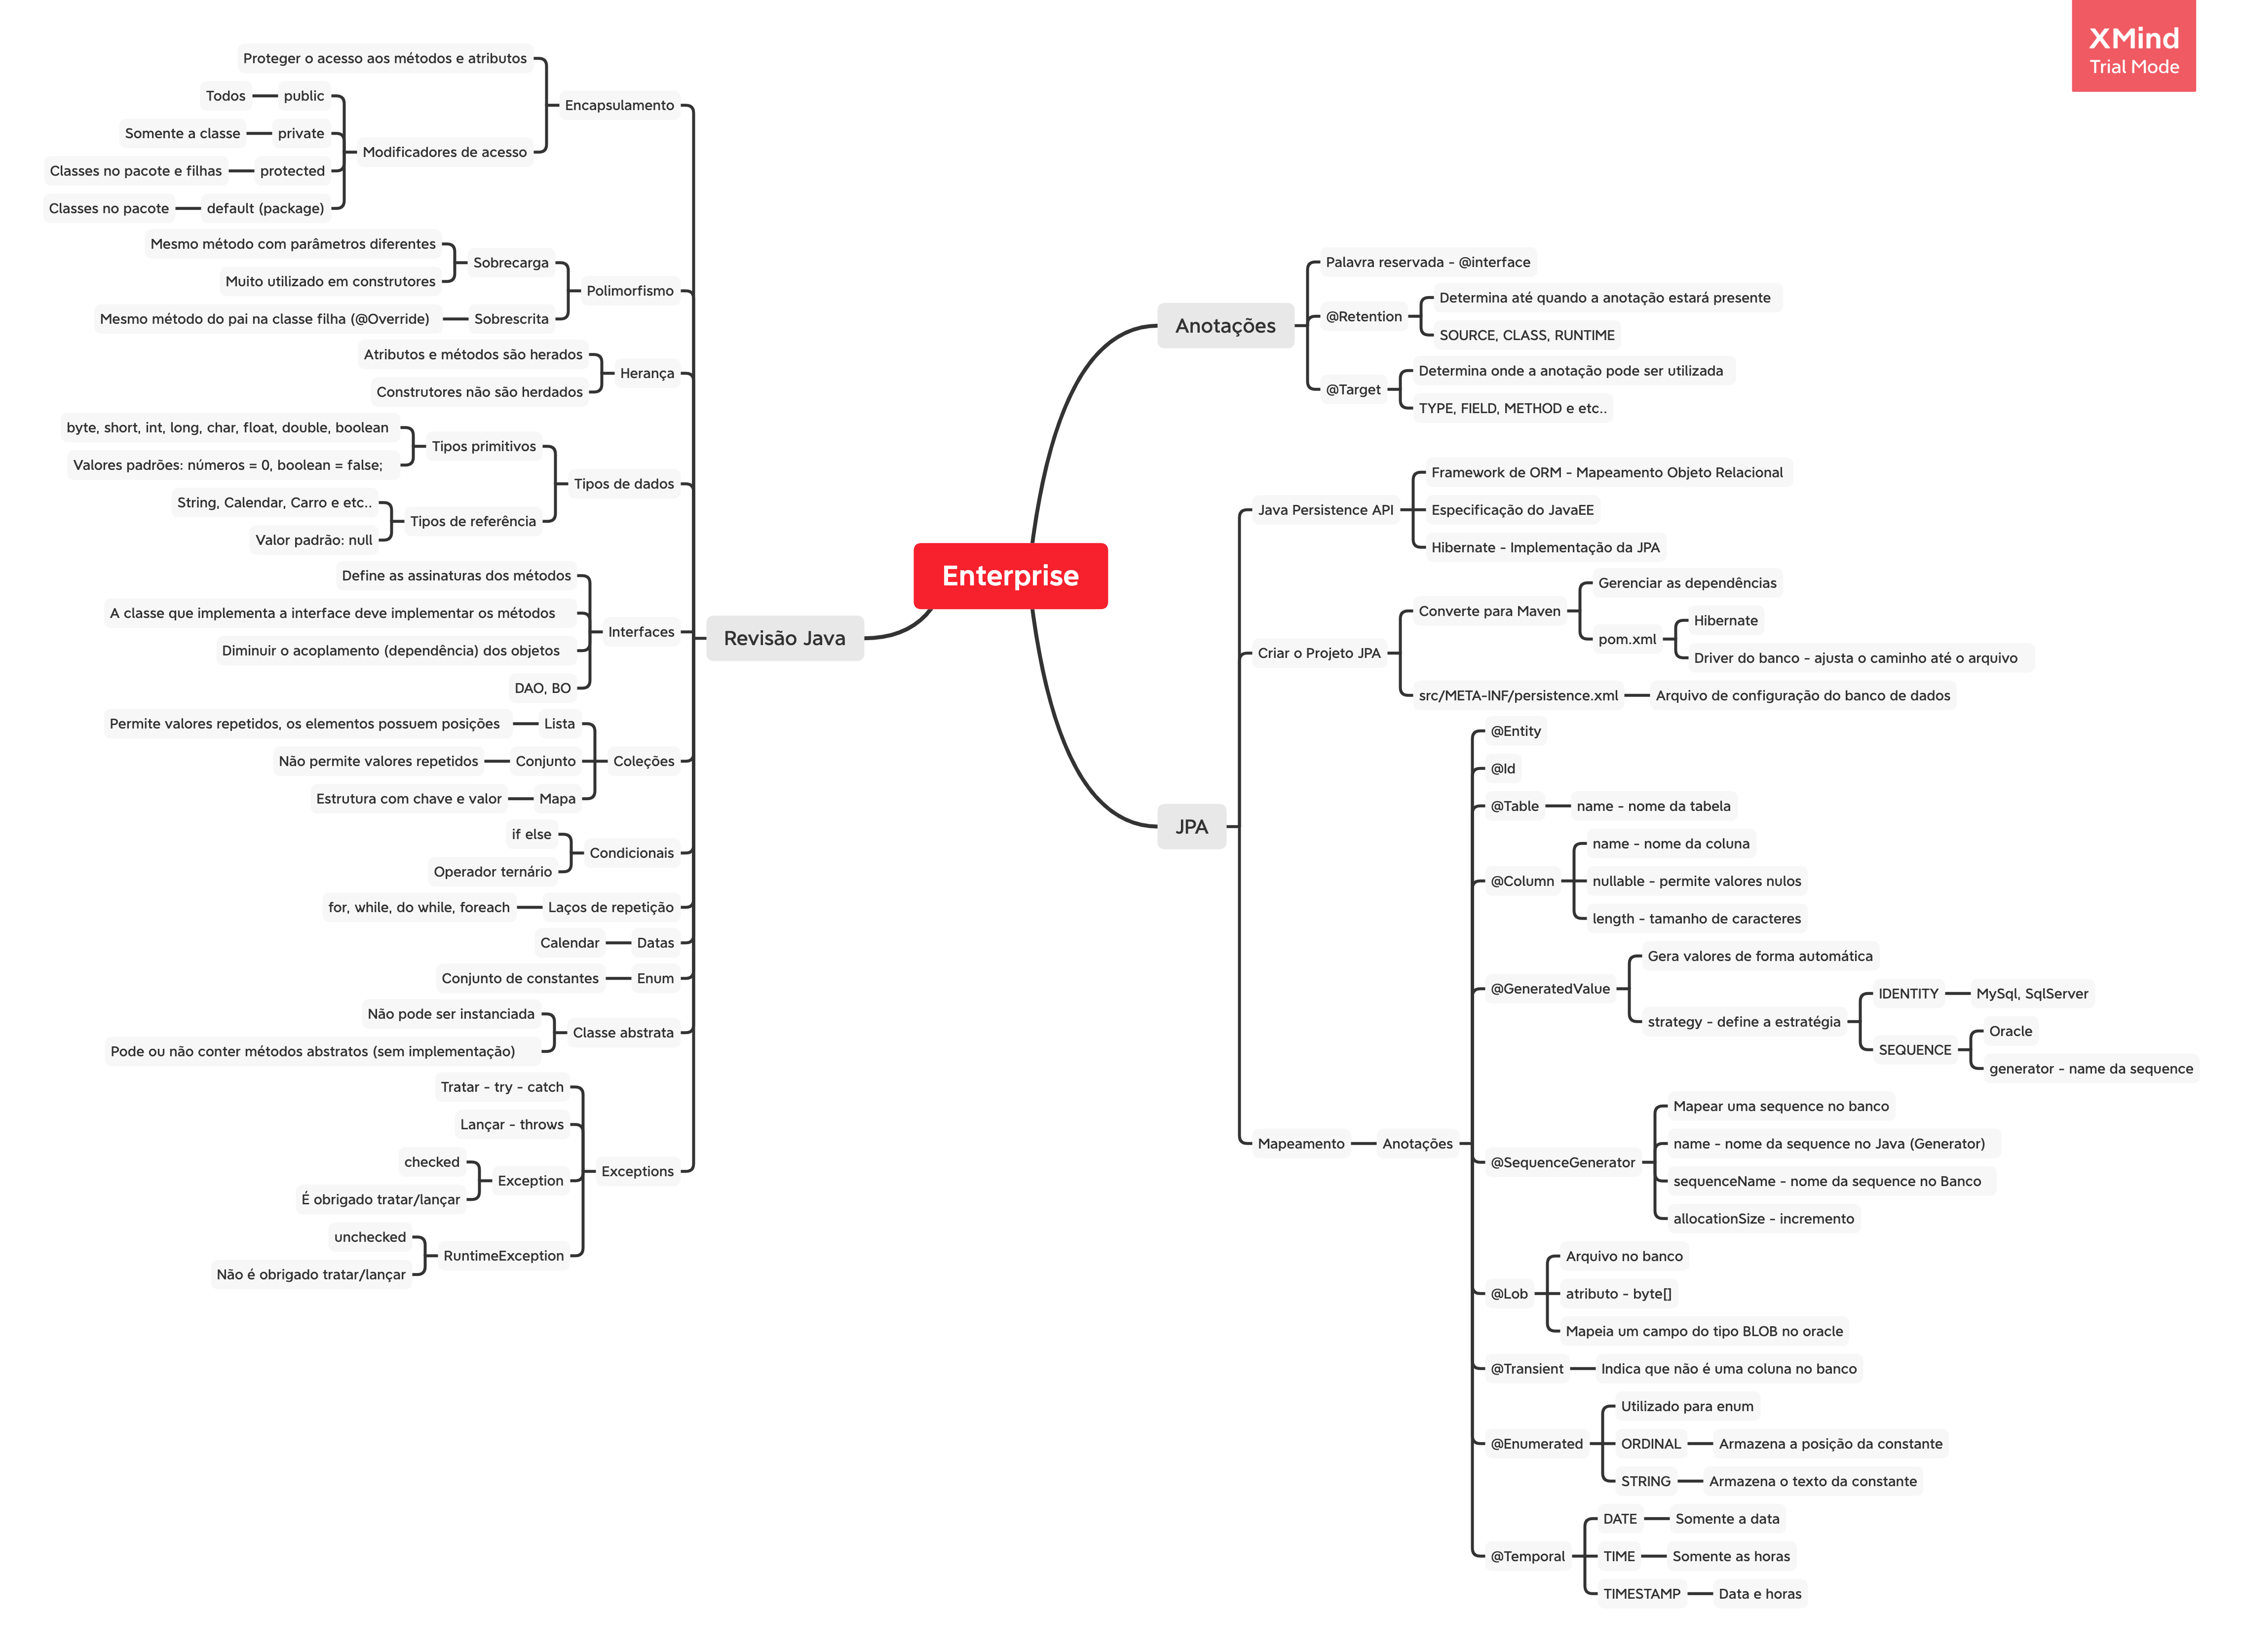 XMind
Trial Mode
Enterprise
Anotações
Palavra reservada - @interface
@Retention
Determina até quando a anotação estará presente
SOURCE, CLASS, RUNTIME
@Target
Determina onde a anotação pode ser utilizada
TYPE, FIELD, METHOD e etc..
JPA
Java Persistence API
Framework de ORM - Mapeamento Objeto Relacional
Especificação do JavaEE
Hibernate - Implementação da JPA
Criar o Projeto JPA
Converte para Maven
Gerenciar as dependências
pom.xml
Hibernate
Driver do banco - ajusta o caminho até o arquivo
src/META-INF/persistence.xml
Arquivo de configuração do banco de dados
Mapeamento
Anotações
@Entity
@Id
@Table
name - nome da tabela
@Column
name - nome da coluna
nullable - permite valores nulos
length - tamanho de caracteres
@GeneratedValue
Gera valores de forma automática
strategy - define a estratégia
IDENTITY
MySql, SqlServer
SEQUENCE
Oracle
generator - name da sequence
@SequenceGenerator
Mapear uma sequence no banco
name - nome da sequence no Java (Generator)
sequenceName - nome da sequence no Banco
allocationSize - incremento
@Lob
Arquivo no banco
atributo - byte[]
Mapeia um campo do tipo BLOB no oracle
@Transient
Indica que não é uma coluna no banco
@Enumerated
Utilizado para enum
ORDINAL
Armazena a posição da constante
STRING
Armazena o texto da constante
@Temporal
DATE
Somente a data
TIME
Somente as horas
TIMESTAMP
Data e horas
Revisão Java
Encapsulamento
Proteger o acesso aos métodos e atributos
Modificadores de acesso
public
Todos
private
Somente a classe
protected
Classes no pacote e filhas
default (package)
Classes no pacote
Polimorfismo
Sobrecarga
Mesmo método com parâmetros diferentes
Muito utilizado em construtores
Sobrescrita
Mesmo método do pai na classe filha (@Override)
Herança
Atributos e métodos são herados
Construtores não são herdados
Tipos de dados
Tipos primitivos
byte, short, int, long, char, float, double, boolean
Valores padrões: números = 0, boolean = false;
Tipos de referência
String, Calendar, Carro e etc..
Valor padrão: null
Interfaces
Define as assinaturas dos métodos
A classe que implementa a interface deve implementar os métodos
Diminuir o acoplamento (dependência) dos objetos
DAO, BO
Coleções
Lista
Permite valores repetidos, os elementos possuem posições
Conjunto
Não permite valores repetidos
Mapa
Estrutura com chave e valor
Condicionais
if else
Operador ternário
Laços de repetição
for, while, do while, foreach
Datas
Calendar
Enum
Conjunto de constantes
Classe abstrata
Não pode ser instanciada
Pode ou não conter métodos abstratos (sem implementação)
Exceptions
Tratar - try - catch
Lançar - throws
Exception
checked
É obrigado tratar/lançar
RuntimeException
unchecked
Não é obrigado tratar/lançar